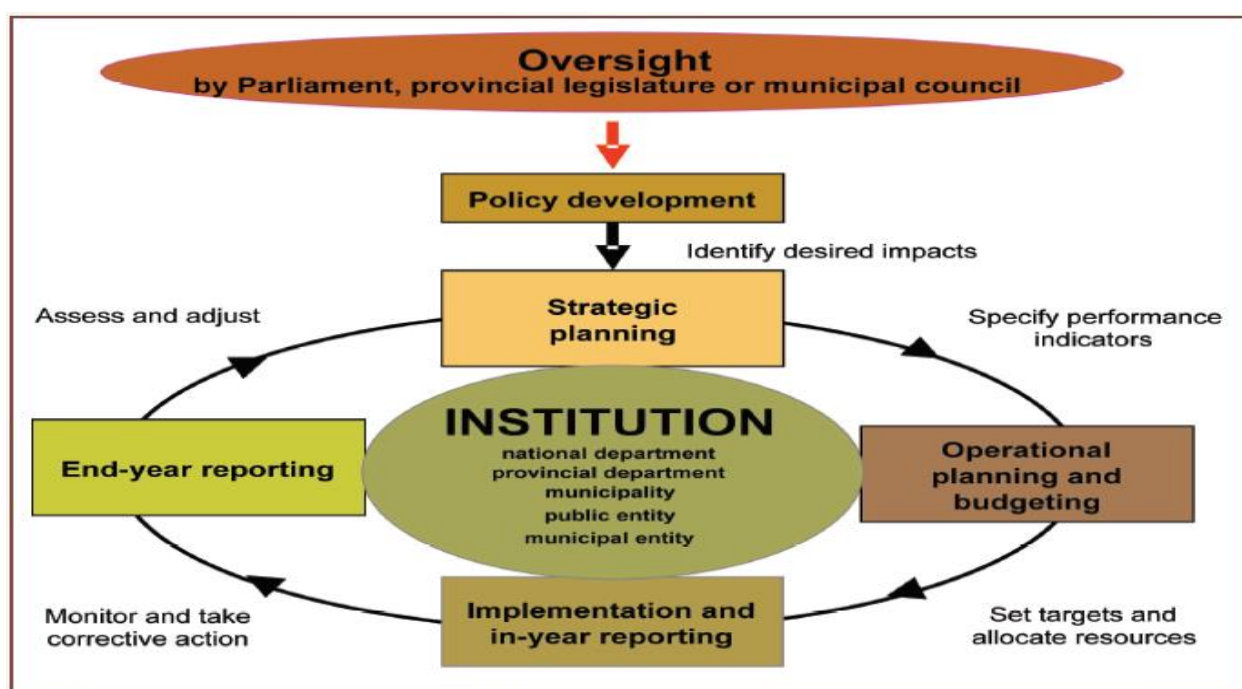 Oversight
by Parliament, provincial legislature or municipal council
Policy development
Identify desired impacts
Strategic
planning
Assess and adjust
Specify performance
indicators
INSTITUTION
national department
provincial department
municipality
public entity
municipal entity
End-year reporting
Operational
planning and
budgeting
Implementation and
in-year reporting
Monitor and take
corrective action
Set targets and
allocate resources